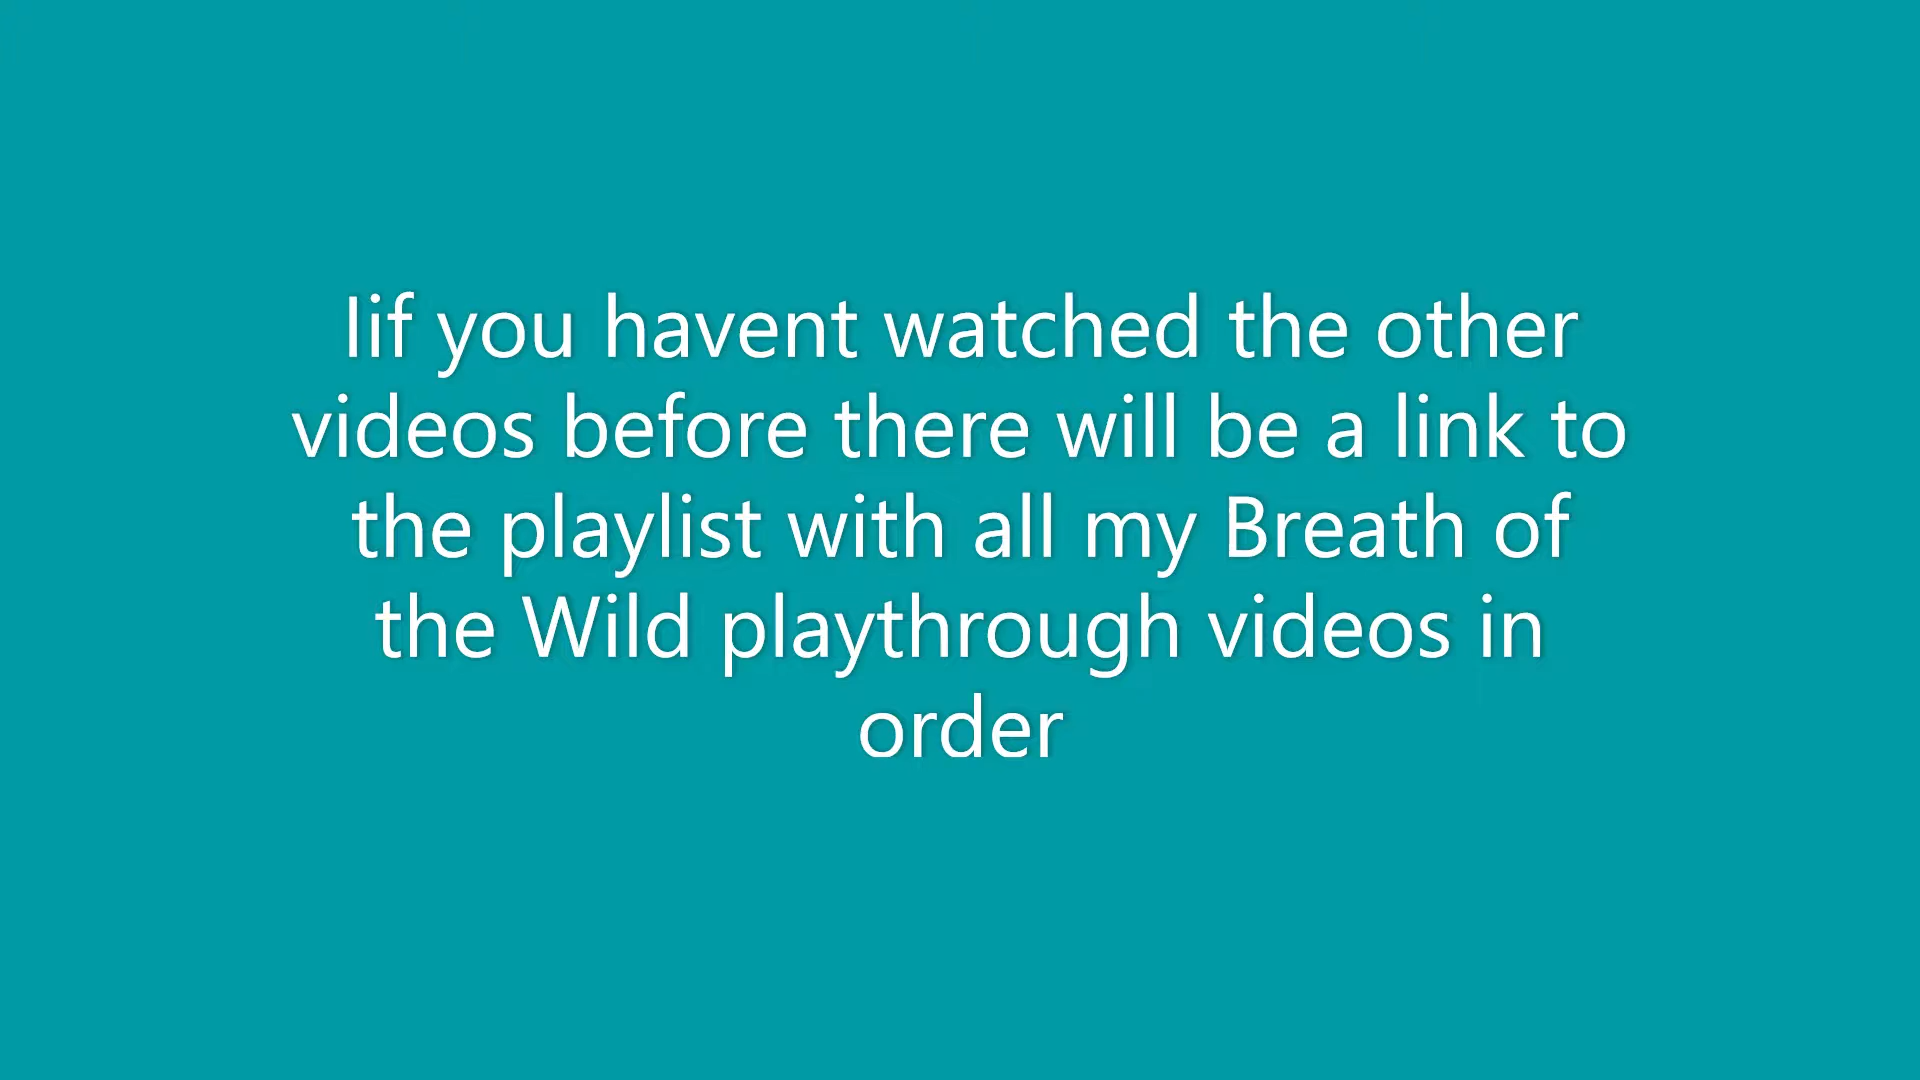 Iif you havent watched the other
videos before there will be a link to
the playlist with all my Breath of
the Wild playthrough videos in
order